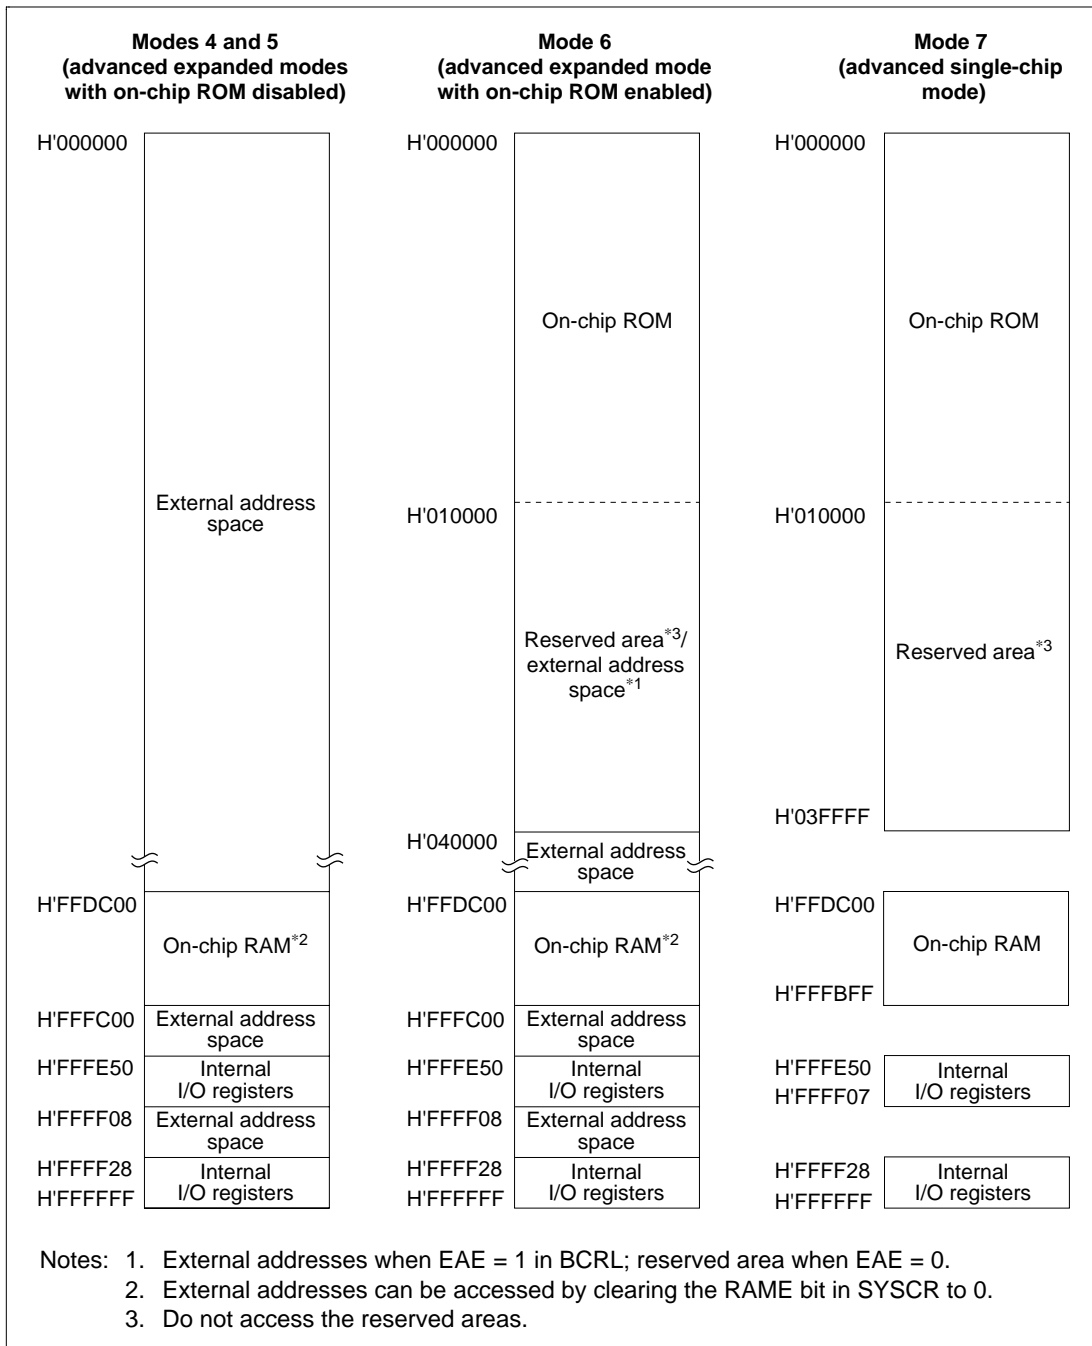 Modes 4 and 5
(advanced expanded modes
with on-chip ROM disabled)
H'000000
External address
space
H'FFDC00
On-chip RAM*2
H'FFFC00
External address
space
H'FFFE50
Internal
I/O registers
H'FFFF08
External address
space
H'FFFF28
Internal
I/O registers
H'FFFFFF
Mode 6
(advanced expanded mode
with on-chip ROM enabled)
H'000000
On-chip ROM
H'010000
Reserved area*3/
external address
space*1
H'040000
External address
space
H'FFDC00
On-chip RAM*2
H'FFFC00
External address
space
H'FFFE50
Internal
I/O registers
H'FFFF08
External address
space
H'FFFF28
Internal
I/O registers
H'FFFFFF
Mode 7
(advanced single-chip
mode)
H'000000
On-chip ROM
H'010000
Reserved area*3
H'03FFFF
H'FFDC00
On-chip RAM
H'FFFBFF
H'FFFE50
Internal
I/O registers
H'FFFF07
H'FFFF28
Internal
I/O registers
H'FFFFFF
Notes: 1. External addresses when EAE = 1 in BCRL; reserved area when EAE = 0.
2. External addresses can be accessed by clearing the RAME bit in SYSCR to 0.
3. Do not access the reserved areas.